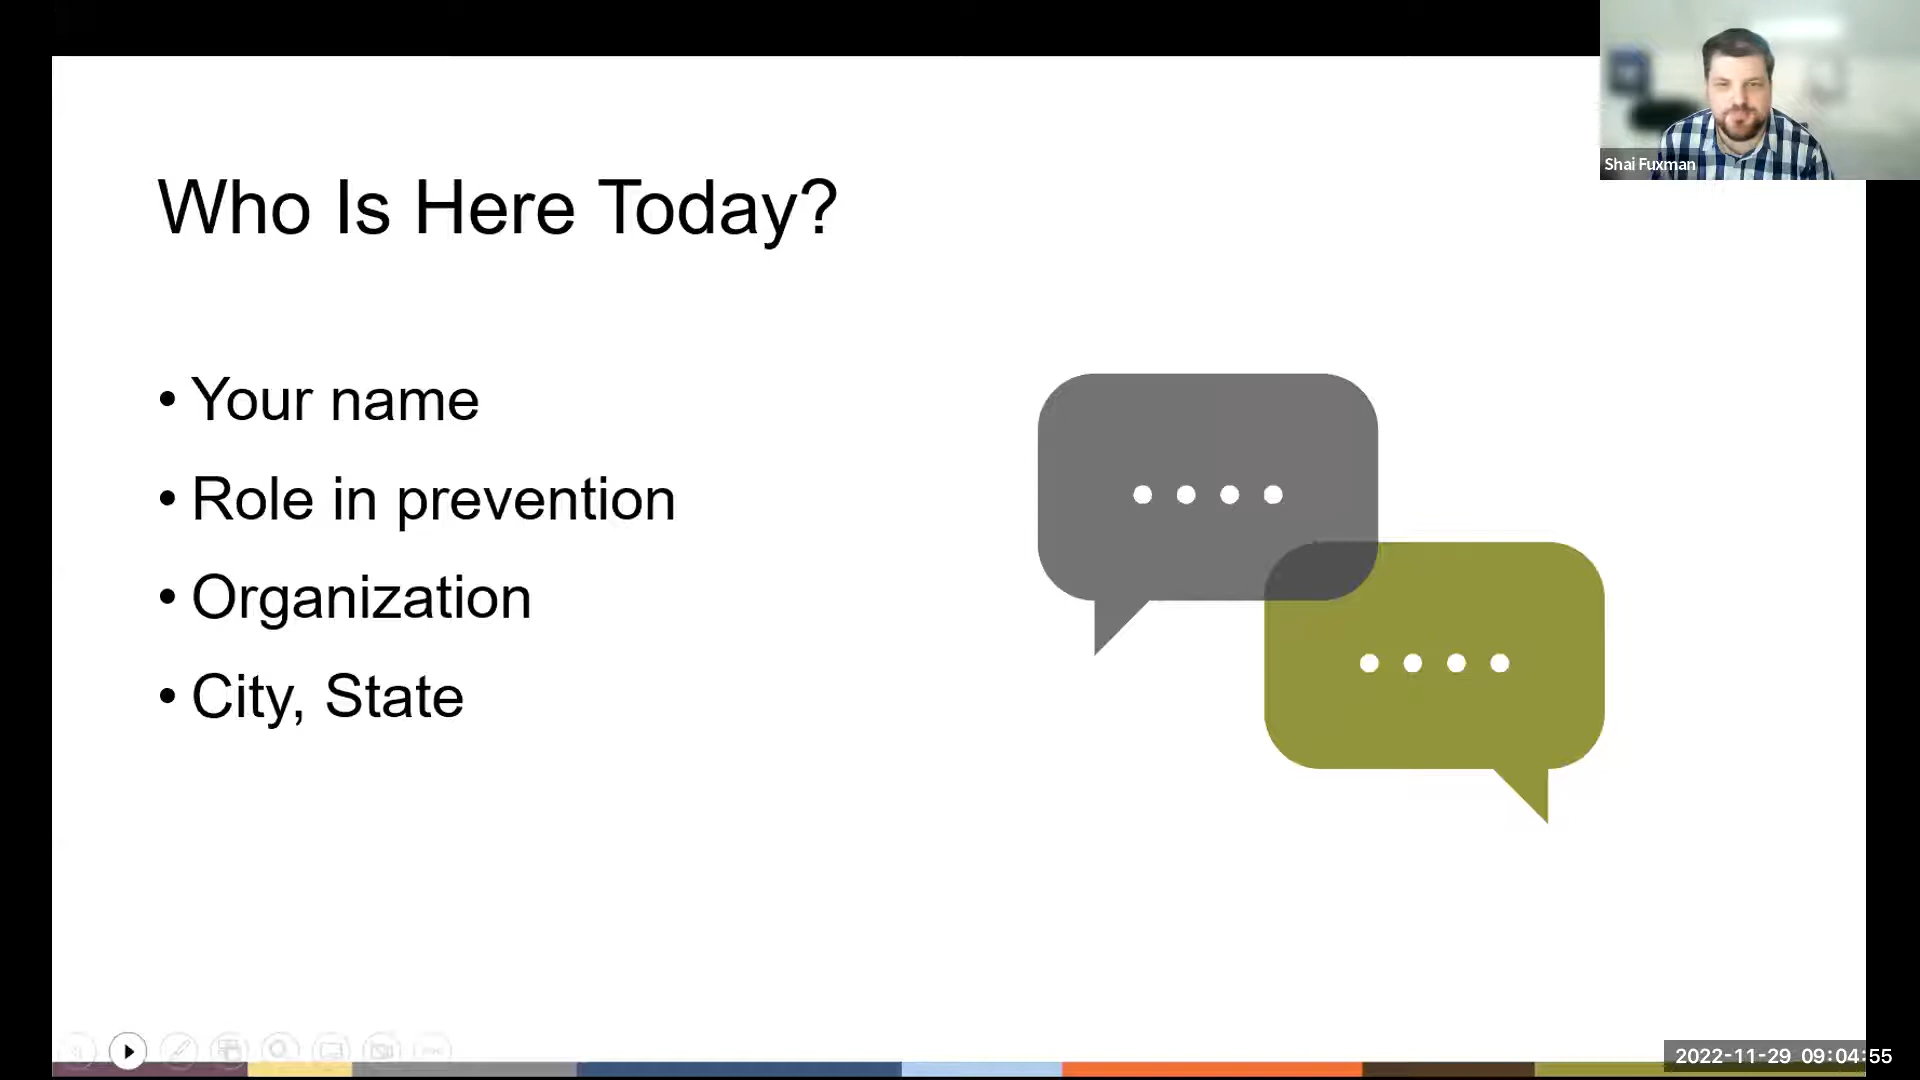 Shai Fuxman
Who Is Here Today?
• Your name
• Role in prevention
• Organization
• City, State
2022-11-29 09:04:55